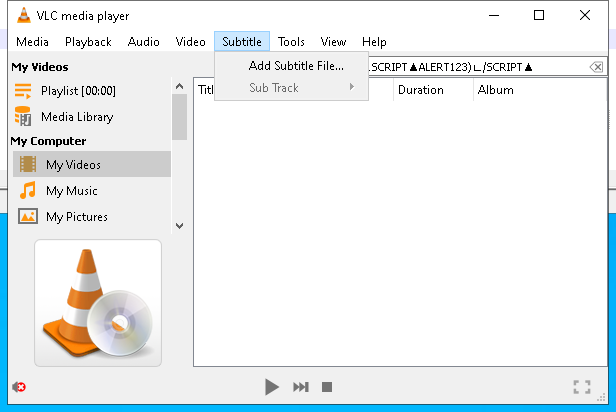 VLC media player
Media Playback Audio Video Subtitle Tools View Help
My Videos
Playlist [00:00]
Media Library
My Computer
My Videos
My Music
My Pictures
Add Subtitle File...
Sub Track
SCRIPT▲ALERT123)∟/SCRIPT▲
Duration Album